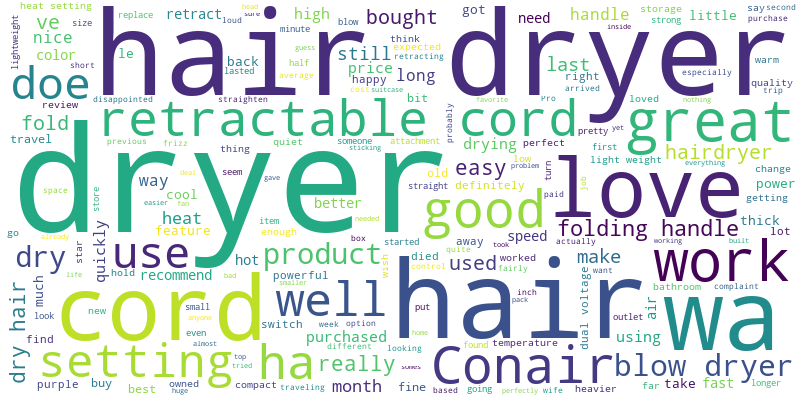 heat setting
replace
loud
head
sure
size
ve
retract
blow
minute
high
bought
got
need
handle
storage
strong
little
say
second
purchase
lightweight
nice
color
short
le
lasted
back
hair dryer
think
guess
half
average
cost
suitcase
still
expected
retracting
price
happy
long
last
right
arrived
inside
especially
warm
quality
trip
doe
review
disappointed
straighten
favorite
Pro
bit
loved
nothing
fold
travel
retractable
cord
great
previous
frizz
quiet
someone
attachment
probably
drying
perfect
pretty
yet
hairdryer
thing
sticking
first
light weight
everything
dryer
space
store
way
seem
cool
deal
gave
easier
fan
better
old
straight
low
problem
easy
definitely
turn
paid
job
love
change
power
getting
go
already
star
quickly
heat
feature
item
enough
needed
box
good
started
away
took
speed
quite
actually
folding handle
thick
lot
dry
use
hot
product
wish
used
died
worked
fairly
make
working
built
work
life
much
hold
recommend
bad
powerful
smaller
control
want
air
bathroom
complaint
dry hair
look
new
cord
small
anyone
even
almost
switch
well
week
option
hair
put
home
inch
pack
dual voltage
outlet
using
wa
find
setting
ha
purchased
different
looking
found
temperature
really
Conair
blow dryer
purple
buy
best
owned
huge
top
tried
compact
traveling
month
fine
somes
based
going
perfectly
wife
heavier
far
take
fast
longer